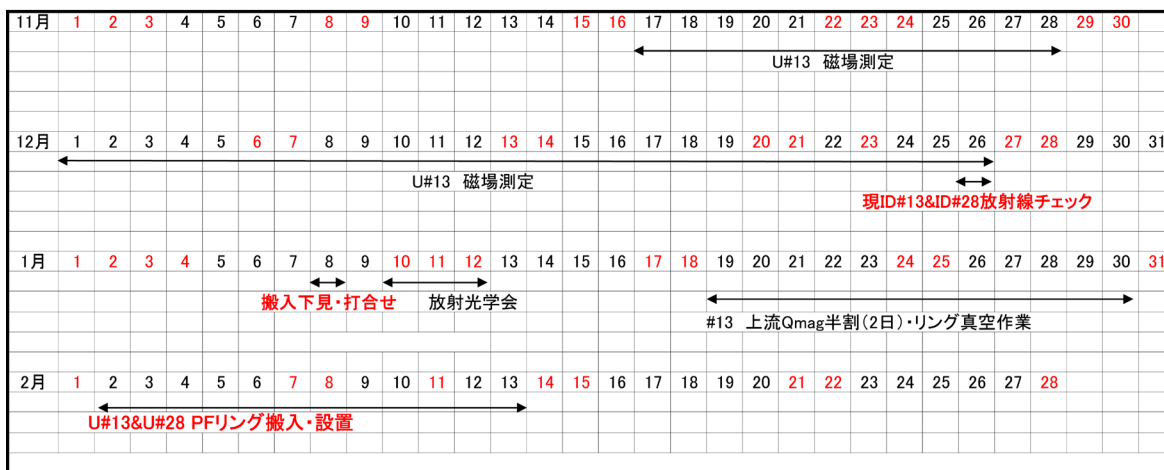 11月 1 2 3 4 5 6 7 8 9 10 11 12 13 14 15 16 17 18 19 20 21 22 23 24 25 26 27 28 29 30
U#13 磁場測定
12月 1 2 3 4 5 6 7 8 9 10 11 12 13 14 15 16 17 18 19 20 21 22 23 24 25 26 27 28 29 30 31
U#13 磁場測定
現ID#13&ID#28放射線チェック
1月 1 2 3 4 5 6 7 8 9 10 11 12 13 14 15 16 17 18 19 20 21 22 23 24 25 26 27 28 29 30 31
搬入下見・打合せ 放射光学会
#13 上流Qmag半割(2日)・リング真空作業
2月 1 2 3 4 5 6 7 8 9 10 11 12 13 14 15 16 17 18 19 20 21 22 23 24 25 26 27 28
U#13&U#28 PFリング搬入・設置